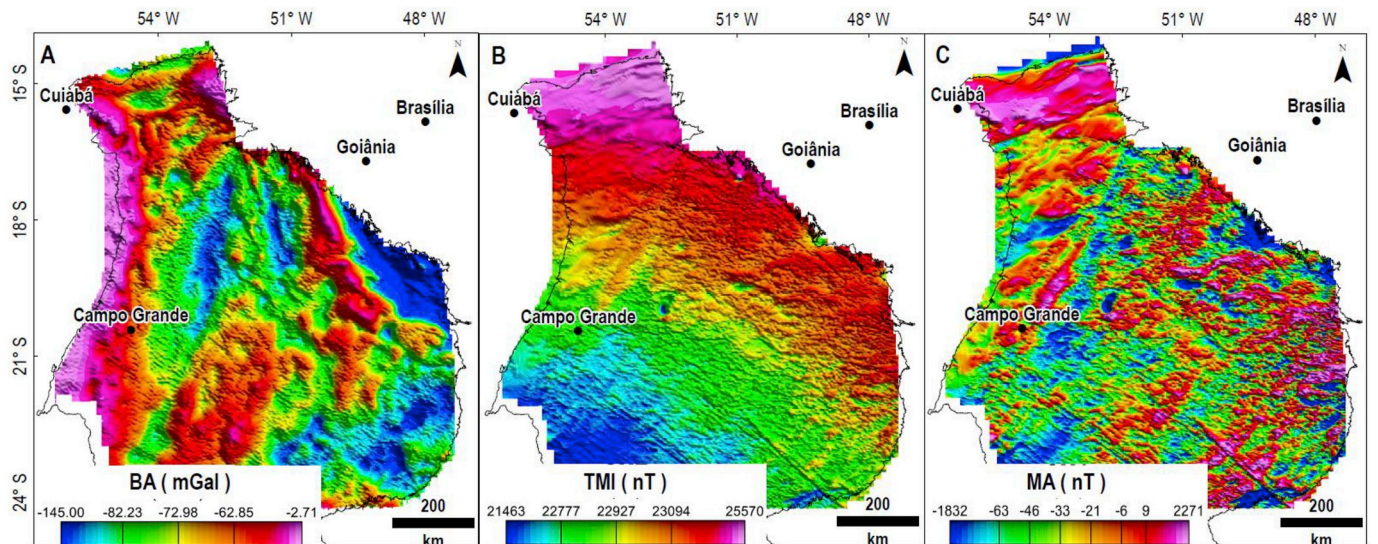 54° W 51° W 48° W 54° W 51° W 48° W 54° W 51° W 48° W
A B C
N N N
15° S
Cuiabá Cuiabá Cuiabá
Brasília Brasília Brasília
Goiânia Goiânia Goiânia
18° S
Campo Grande Campo Grande Campo Grande
21° S
24° S
BA ( mGal ) TMI ( nT ) MA ( nT )
-145.00 -82.23 -72.98 -62.85 -2.71 21463 22777 22927 23094 25570 -1832 -63 -46 -33 -21 -6 9 2271
200 200 200
km km km